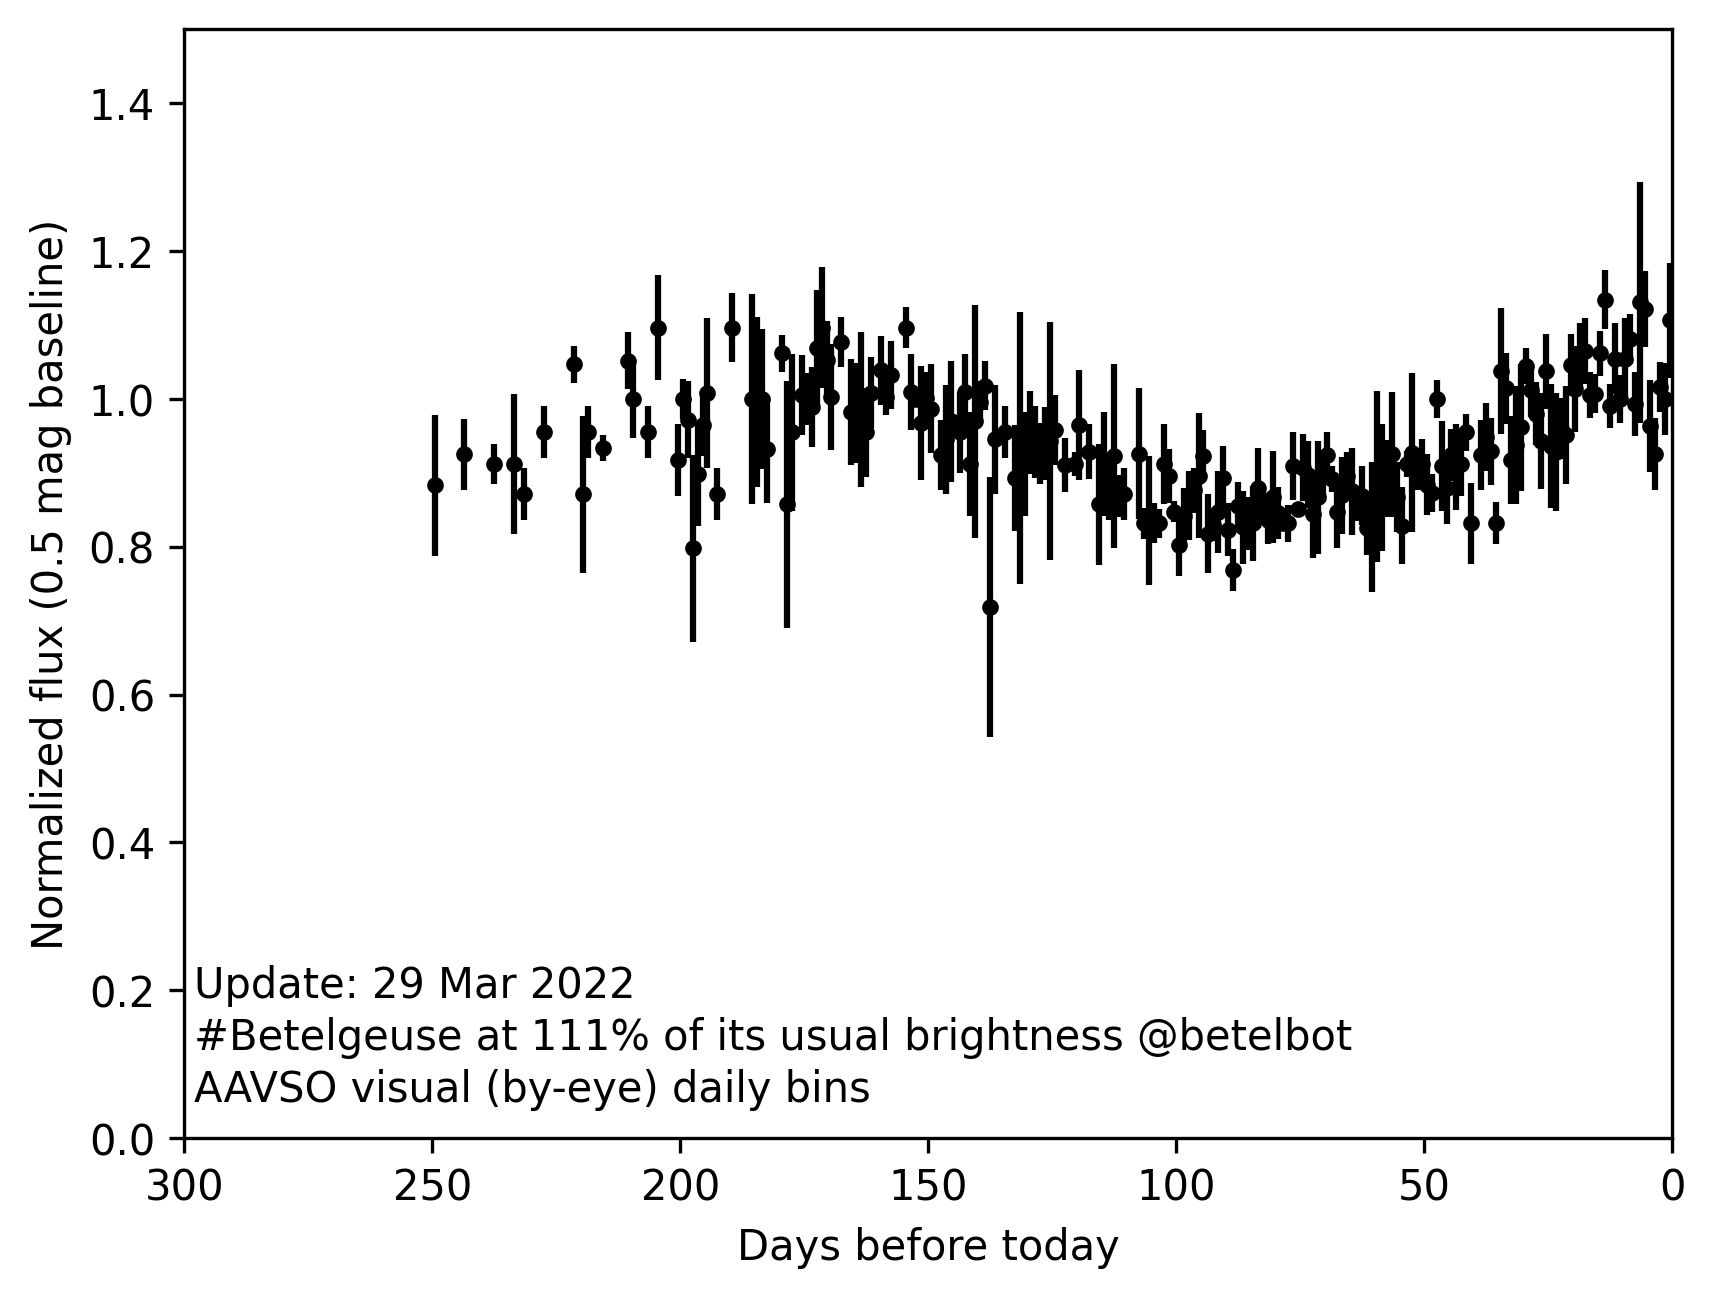 1.4
1.2
1.0
0.8
0.6
0.4
0.2
0.0
Normalized flux (0.5 mag baseline)
Update: 29 Mar 2022
#Betelgeuse at 111% of its usual brightness @betelbot
AAVSO visual (by-eye) daily bins
300 250 200 150 100 50 0
Days before today